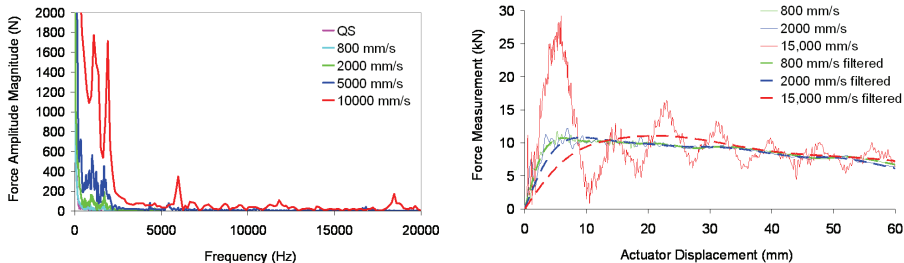 Force Amplitude Magnitude (N)
2000
1800
1600
1400
1200
1000
800
600
400
200
0
0
5000
10000
15000
20000
Frequency (Hz)
QS
800 mm/s
2000 mm/s
5000 mm/s
10000 mm/s
Force Measurement (kN)
30
25
20
15
10
5
0
0
10
20
30
40
50
60
Actuator Displacement (mm)
800 mm/s
2000 mm/s
15,000 mm/s
800 mm/s filtered
2000 mm/s filtered
15,000 mm/s filtered